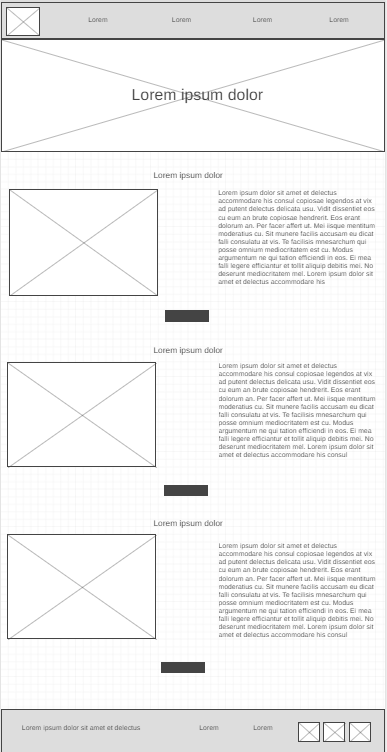 Lorem Lorem Lorem Lorem
Lorem ipsum dolor
Lorem ipsum dolor
Lorem ipsum dolor sit amet et delectus
accommodare his consul copiosae legendos at vix
ad putent delectus delicata usu. Vidit dissentiet eos
cu eum an brute copiosae hendrerit. Eos erant
dolorum an. Per facer affert ut. Mei iisque mentitum
moderatius cu. Sit munere facilis accusam eu dicat
falli consulatu at vis. Te facilisis mnesarchum qui
posse omnium mediocritatem est cu. Modus
argumentum ne qui tation efficiendi in eos. Ei mea
falli legere efficiantur et tollit aliquip debitis mei. No
deserunt mediocritatem mel. Lorem ipsum dolor sit
amet et delectus accommodare his
Lorem ipsum dolor
Lorem ipsum dolor sit amet et delectus
accommodare his consul copiosae legendos at vix
ad putent delectus delicata usu. Vidit dissentiet eos
cu eum an brute copiosae hendrerit. Eos erant
dolorum an. Per facer affert ut. Mei iisque mentitum
moderatius cu. Sit munere facilis accusam eu dicat
falli consulatu at vis. Te facilisis mnesarchum qui
posse omnium mediocritatem est cu. Modus
argumentum ne qui tation efficiendi in eos. Ei mea
falli legere efficiantur et tollit aliquip debitis mei. No
deserunt mediocritatem mel. Lorem ipsum dolor sit
amet et delectus accommodare his consul
Lorem ipsum dolor
Lorem ipsum dolor sit amet et delectus
accommodare his consul copiosae legendos at vix
ad putent delectus delicata usu. Vidit dissentiet eos
cu eum an brute copiosae hendrerit. Eos erant
dolorum an. Per facer affert ut. Mei iisque mentitum
moderatius cu. Sit munere facilis accusam eu dicat
falli consulatu at vis. Te facilisis mnesarchum qui
posse omnium mediocritatem est cu. Modus
argumentum ne qui tation efficiendi in eos. Ei mea
falli legere efficiantur et tollit aliquip debitis mei. No
deserunt mediocritatem mel. Lorem ipsum dolor sit
amet et delectus accommodare his consul
Lorem ipsum dolor sit amet et delectus Lorem Lorem